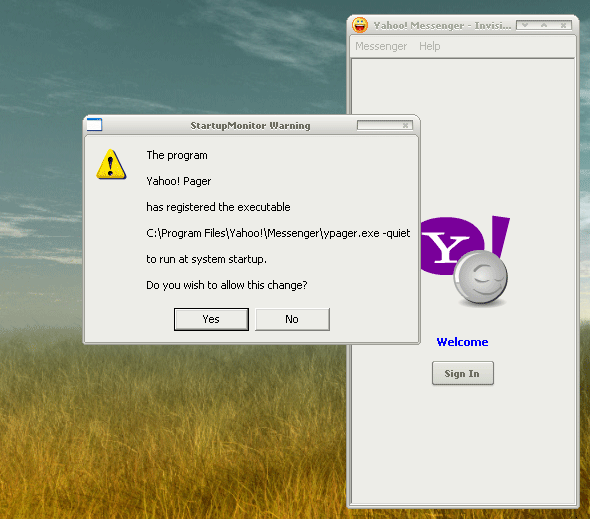 Yahoo! Messenger - Invisi...
Messenger Help
StartupMonitor Warning
The program
Yahoo! Pager
has registered the executable
C:\Program Files\Yahoo!\Messenger\ypager.exe -quiet
to run at system startup.
Do you wish to allow this change?
Yes No
Y!
Welcome
Sign In